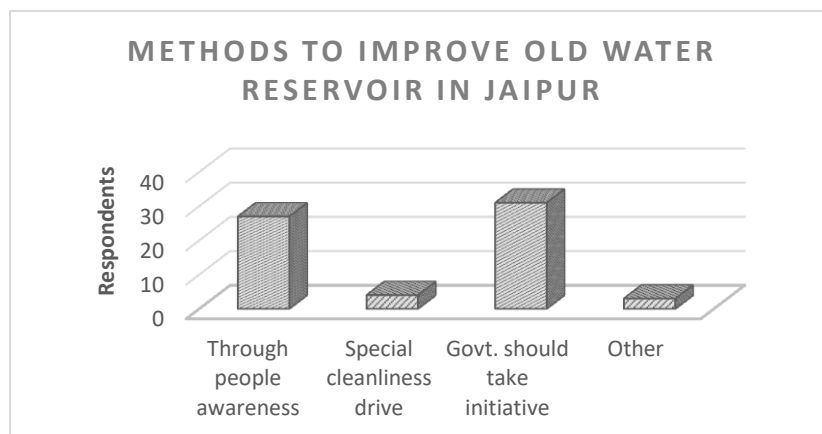 METHODS TO IMPROVE OLD WATER
RESERVOIR IN JAIPUR
Respondents
40
30
20
10
0
Through
people
awareness
Special
cleanliness
drive
Govt. should
take
initiative
Other